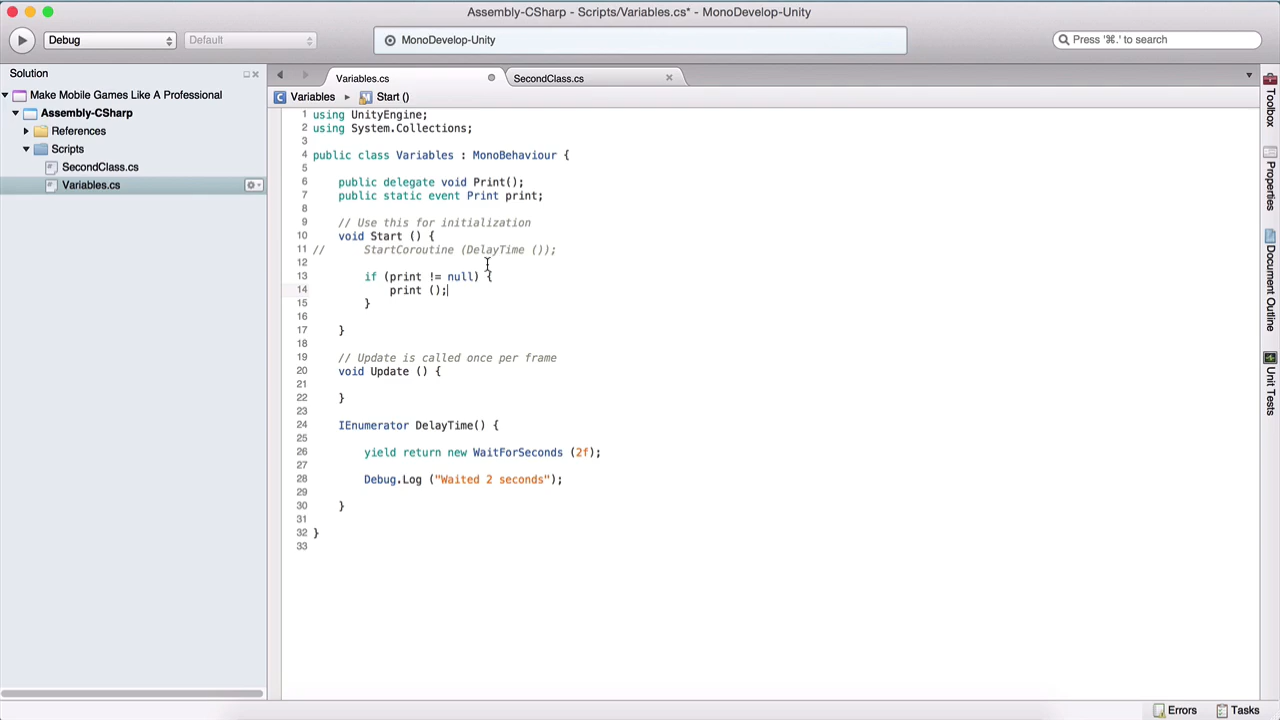 Assembly-CSharp - Scripts/Variables.cs* - MonoDevelop-Unity
Debug
Default
MonoDevelop-Unity
Press '⌘.' to search
Solution
Make Mobile Games Like A Professional
Assembly-CSharp
References
Scripts
SecondClass.cs
Variables.cs
Variables.cs
SecondClass.cs
Variables
Start ()
1 using UnityEngine;
2 using System.Collections;
3
4 public class Variables : MonoBehaviour {
5
6 public delegate void Print();
7 public static event Print print;
8
9 // Use this for initialization
10 void Start () {
11 // StartCoroutine (DelayTime ());
12
13 if (print != null) {
14 print ();
15 }
16
17 }
18
19 // Update is called once per frame
20 void Update () {
21
22 }
23
24 IEnumerator DelayTime() {
25
26 yield return new WaitForSeconds (2f);
27
28 Debug.Log ("Waited 2 seconds");
29
30 }
31
32 }
33
Toolbox
Properties
Document Outline
Unit Tests
Errors
Tasks